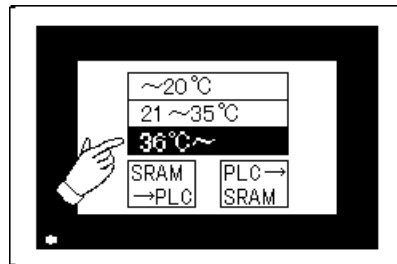 ～20℃
21～35℃
36℃～
SRAM
→PLC
PLC→
SRAM